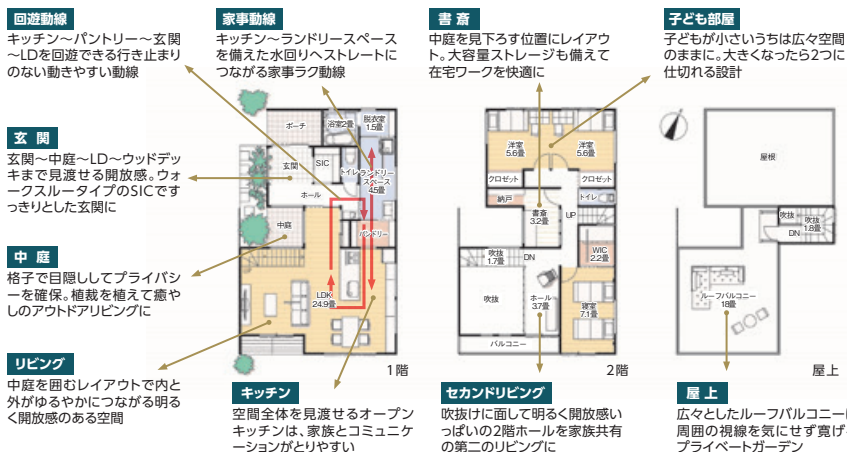 回遊動線
キッチン～パントリー～玄関
～LDを回遊できる行き止まり
のない動きやすい動線
家事動線
キッチン～ランドリースペース
を備えた水回りへストレートに
つながる家事ラク動線
書斎
中庭を見下ろす位置にレイアウ
ト。大容量ストレージも備えて
在宅ワークを快適に
子ども部屋
子どもが小さいうちは広々空間
のままに。大きくなったら2つに
仕切れる設計
玄関
玄関～中庭～LD～ウッドデッ
キまで見渡せる開放感。ウォ
ークスルータイプのSICですっ
きりとした玄関に
中庭
格子で目隠ししてプライバシ
ーを確保。植裁を植えて癒や
しのアウトドアリビングに
リビング
中庭を囲むレイアウトで内と
外がゆるやかにつながる明る
く開放感のある空間
ポーチ
浴室2畳
脱衣室
1.5畳
玄関
SIC
トイレ
ランドリー
スペース
4.5畳
ホール
中庭
パントリー
LDK
24.9畳
1階
キッチン
空間全体を見渡せるオープン
キッチンは、家族とコミュニケ
ーションがとりやすい
洋室
5.6畳
洋室
5.6畳
クロゼット
クロゼット
納戸
書斎
3.2畳
トイレ
UP
吹抜
1.7畳
DN
WIC
2.2畳
吹抜
ホール
3.7畳
寝室
7.1畳
バルコニー
2階
セカンドリビング
吹抜けに面して明るく開放感い
っぱいの2階ホールを家族共有
の第二のリビングに
屋根
吹抜
吹抜
1.8畳
DN
ルーフバルコニー
18畳
屋上
屋上
広々としたルーフバルコニーは
周囲の視線を気にせず寛げる
プライベートガーデン